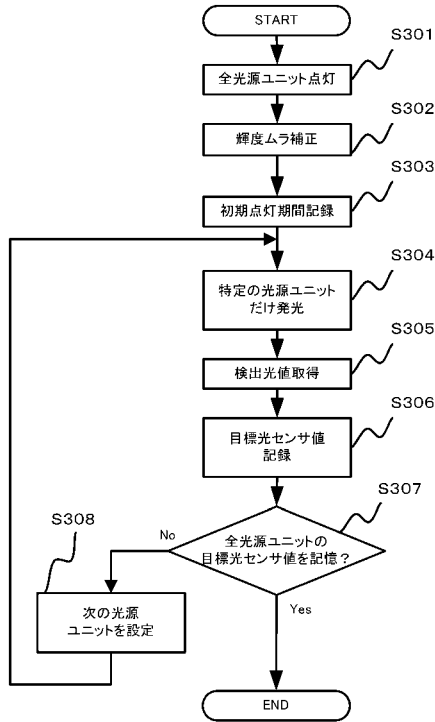 START
S301
全光源ユニット点灯
S302
輝度ムラ補正
S303
初期点灯期間記録
S304
特定の光源ユニット
だけ発光
S305
検出光値取得
S306
目標光センサ値
記録
S307
全光源ユニットの
目標光センサ値を記憶？
No
Yes
S308
次の光源
ユニットを設定
END